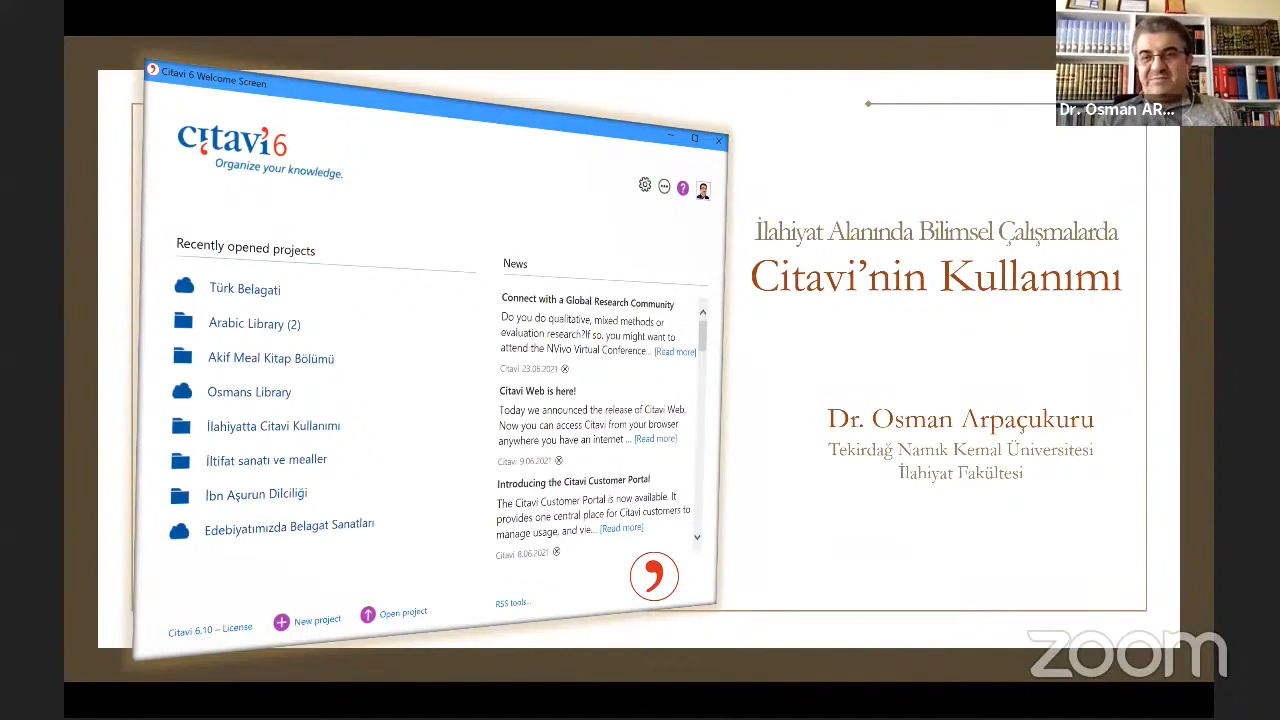 Citavi 6 Welcome Screen
Citavi 6
Organize your knowledge.
Recently opened projects
Türk Belagati
Arabic Library (2)
Akif Meal Kitap Bölümü
Osmans Library
İlahiyatta Citavi Kullanımı
İltifat sanatı ve mealler
İbn Aşurun Dilciliği
Edebiyatımızda Belagat Sanatları
Citavi 6.10 – License
New project
Open project
News
Connect with a Global Research Community
Do you do qualitative, mixed methods or
evaluation research?If so, you might want to
attend the NVivo Virtual Conference... [Read more]
Citavi 23.06.2021
Citavi Web is here!
Today we announced the release of Citavi Web.
Now you can access Citavi from your browser
anywhere you have an internet ... [Read more]
Citavi 9.06.2021
Introducing the Citavi Customer Portal
The Citavi Customer Portal is now available. It
provides one central place for Citavi customers to
manage usage, and vie... [Read more]
Citavi 8.06.2021
RSS tools...
Dr. Osman AR...
İlahiyat Alanında Bilimsel Çalışmalarda
Citavi’nin Kullanımı
Dr. Osman Arpaçukuru
Tekirdağ Namık Kemal Üniversitesi
İlahiyat Fakültesi
zoom